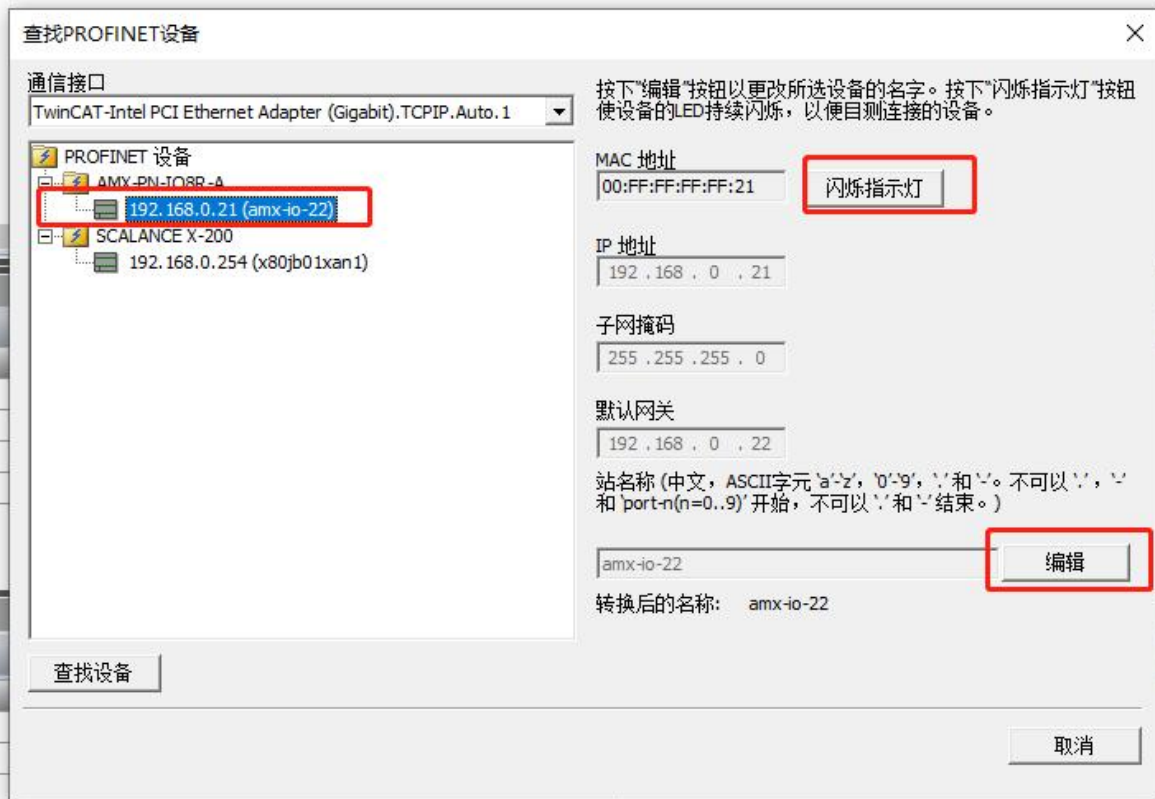 查找PROFINET设备
通信接口
TwinCAT-Intel PCI Ethernet Adapter (Gigabit).TCPIP.Auto.1
按下"编辑"按钮以更改所选设备的名字。按下"闪烁指示灯"按钮
使设备的LED持续闪烁，以便目测连接的设备。
PROFINET 设备
AMX-PN-IO8R-A
192.168.0.21 (amx-io-22)
SCALANCE X-200
192.168.0.254 (x80jb01xan1)
MAC 地址
00:FF:FF:FF:FF:21
闪烁指示灯
IP 地址
192 .168 . 0 . 21
子网掩码
255 .255 .255 . 0
默认网关
192 .168 . 0 . 22
站名称 (中文，ASCII字元 'a'-'z'，'0'-'9'，'.' 和 '-'。不可以 '.'，'-'
和 'port-n(n=0..9)' 开始，不可以 '.' 和 '-' 结束。)
amx-io-22
编辑
转换后的名称: amx-io-22
查找设备
取消